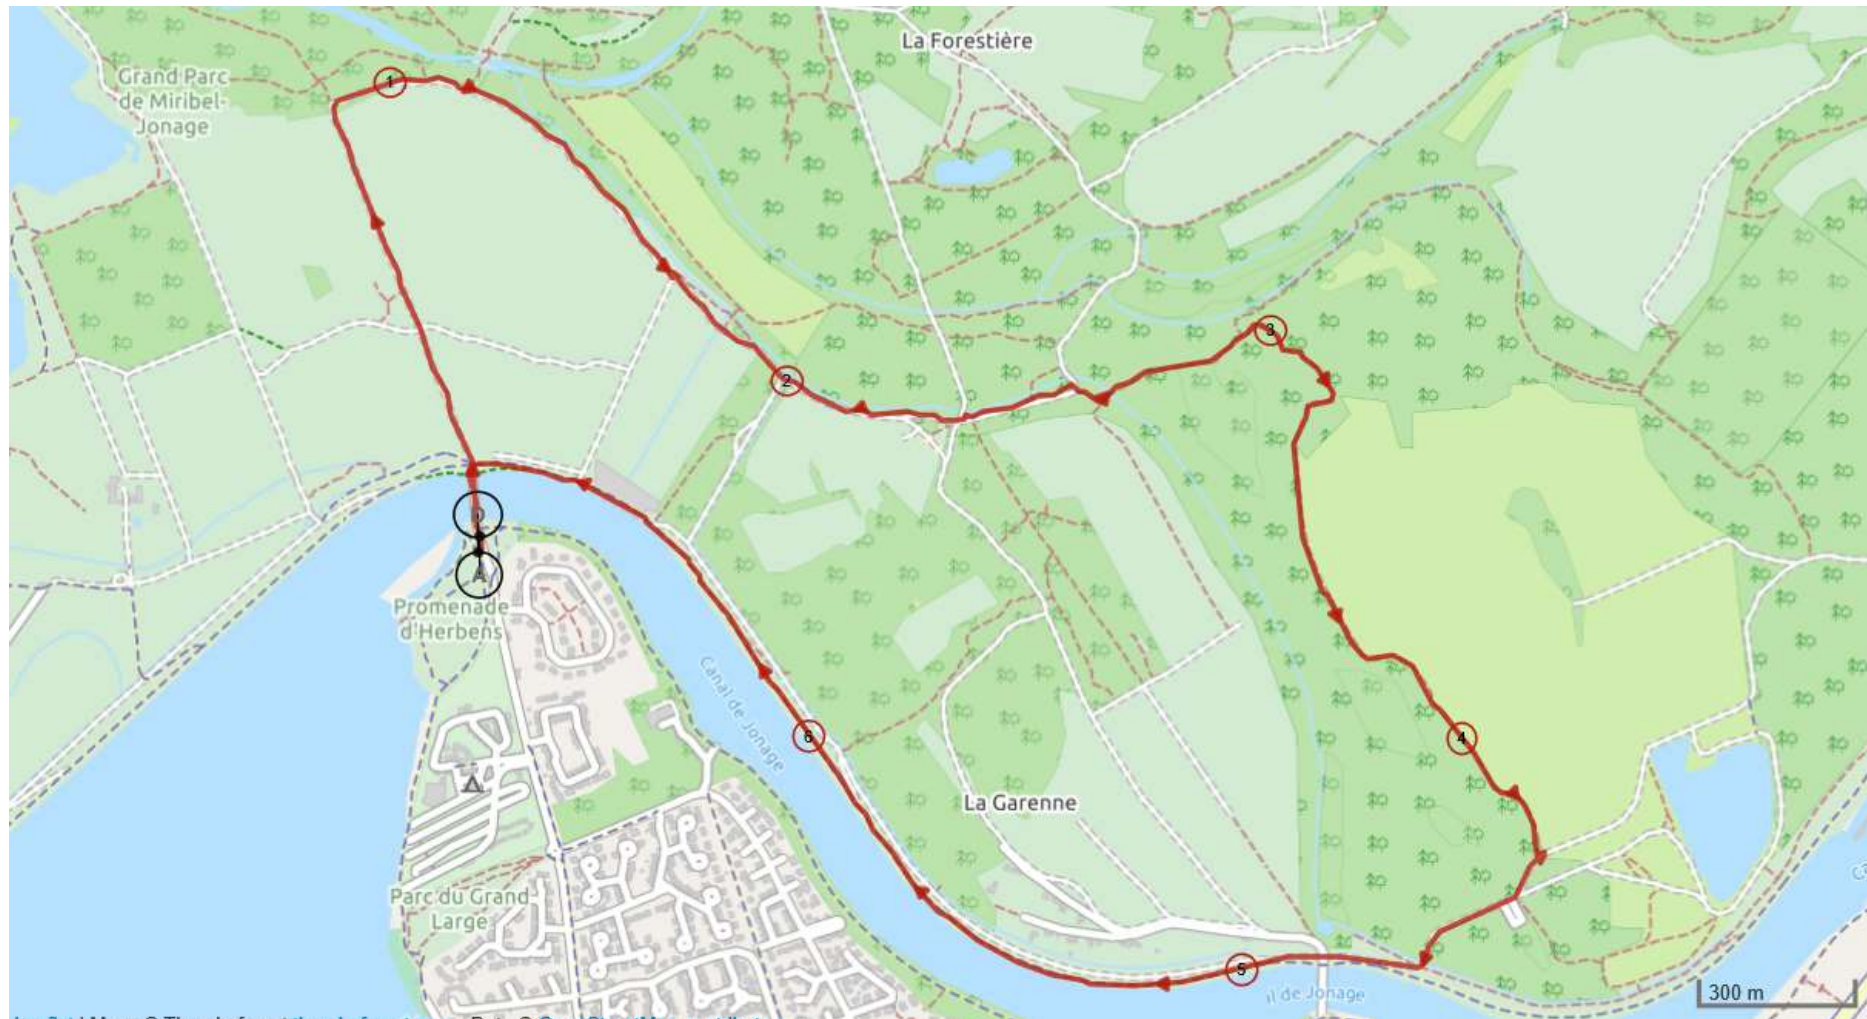 La Forestière
Grand Parc
de Miribel-
Jonage
1
2
3
D
A
Promenade
d'Herbens
Canal de Jonage
6
4
La Garenne
Parc du Grand
Large
5
il de Jonage
300 m